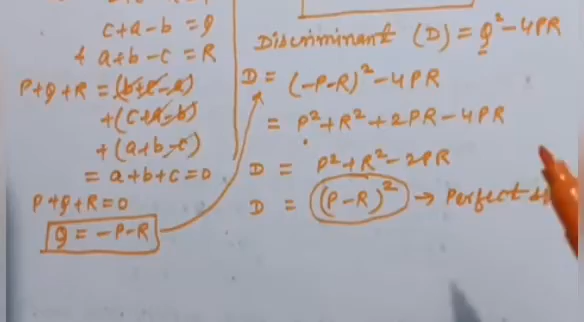 c+a-b = q
& a+b-c = R
P+q+R = (b+c-a)
+(c+a-b)
+(a+b-c)
= a+b+c=0
P+q+R=0
q = -P-R
Discriminant (D) = q²-4PR
D = (-P-R)²-4PR
= P²+R²+2PR-4PR
D = P²+R²-2PR
D = (P-R)² → Perfect